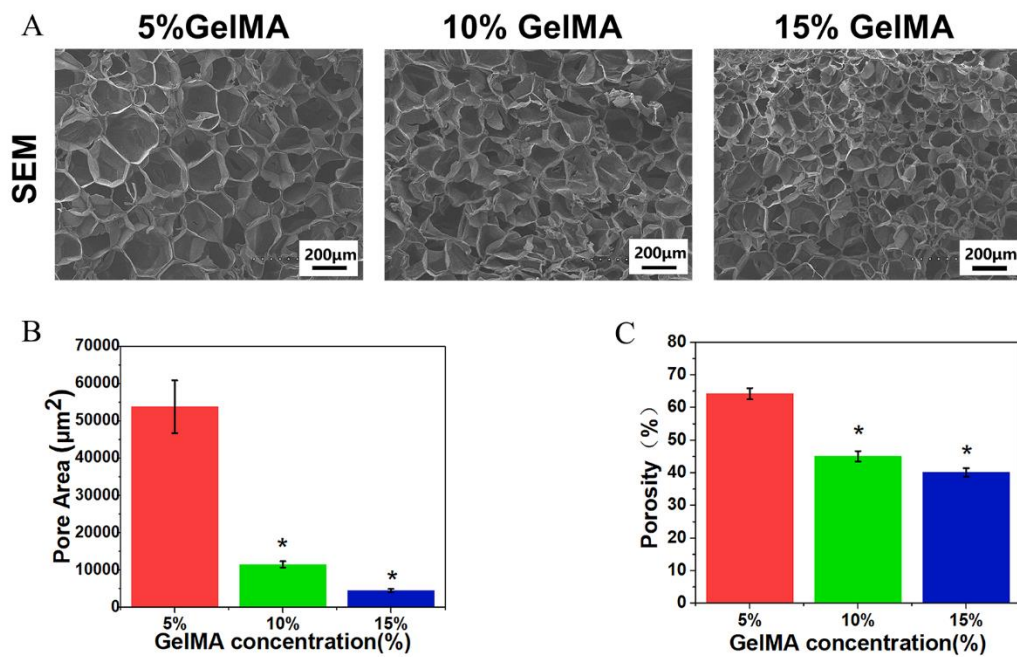 A
5%GelMA
10% GelMA
15% GelMA
SEM
200μm
200μm
200μm
B
70000
60000
50000
40000
30000
20000
10000
0
Pore Area (μm²)
*
*
5%
10%
15%
GelMA concentration(%)
C
80
70
60
50
40
30
20
10
0
Porosity（%）
*
*
5%
10%
15%
GelMA concentration(%)